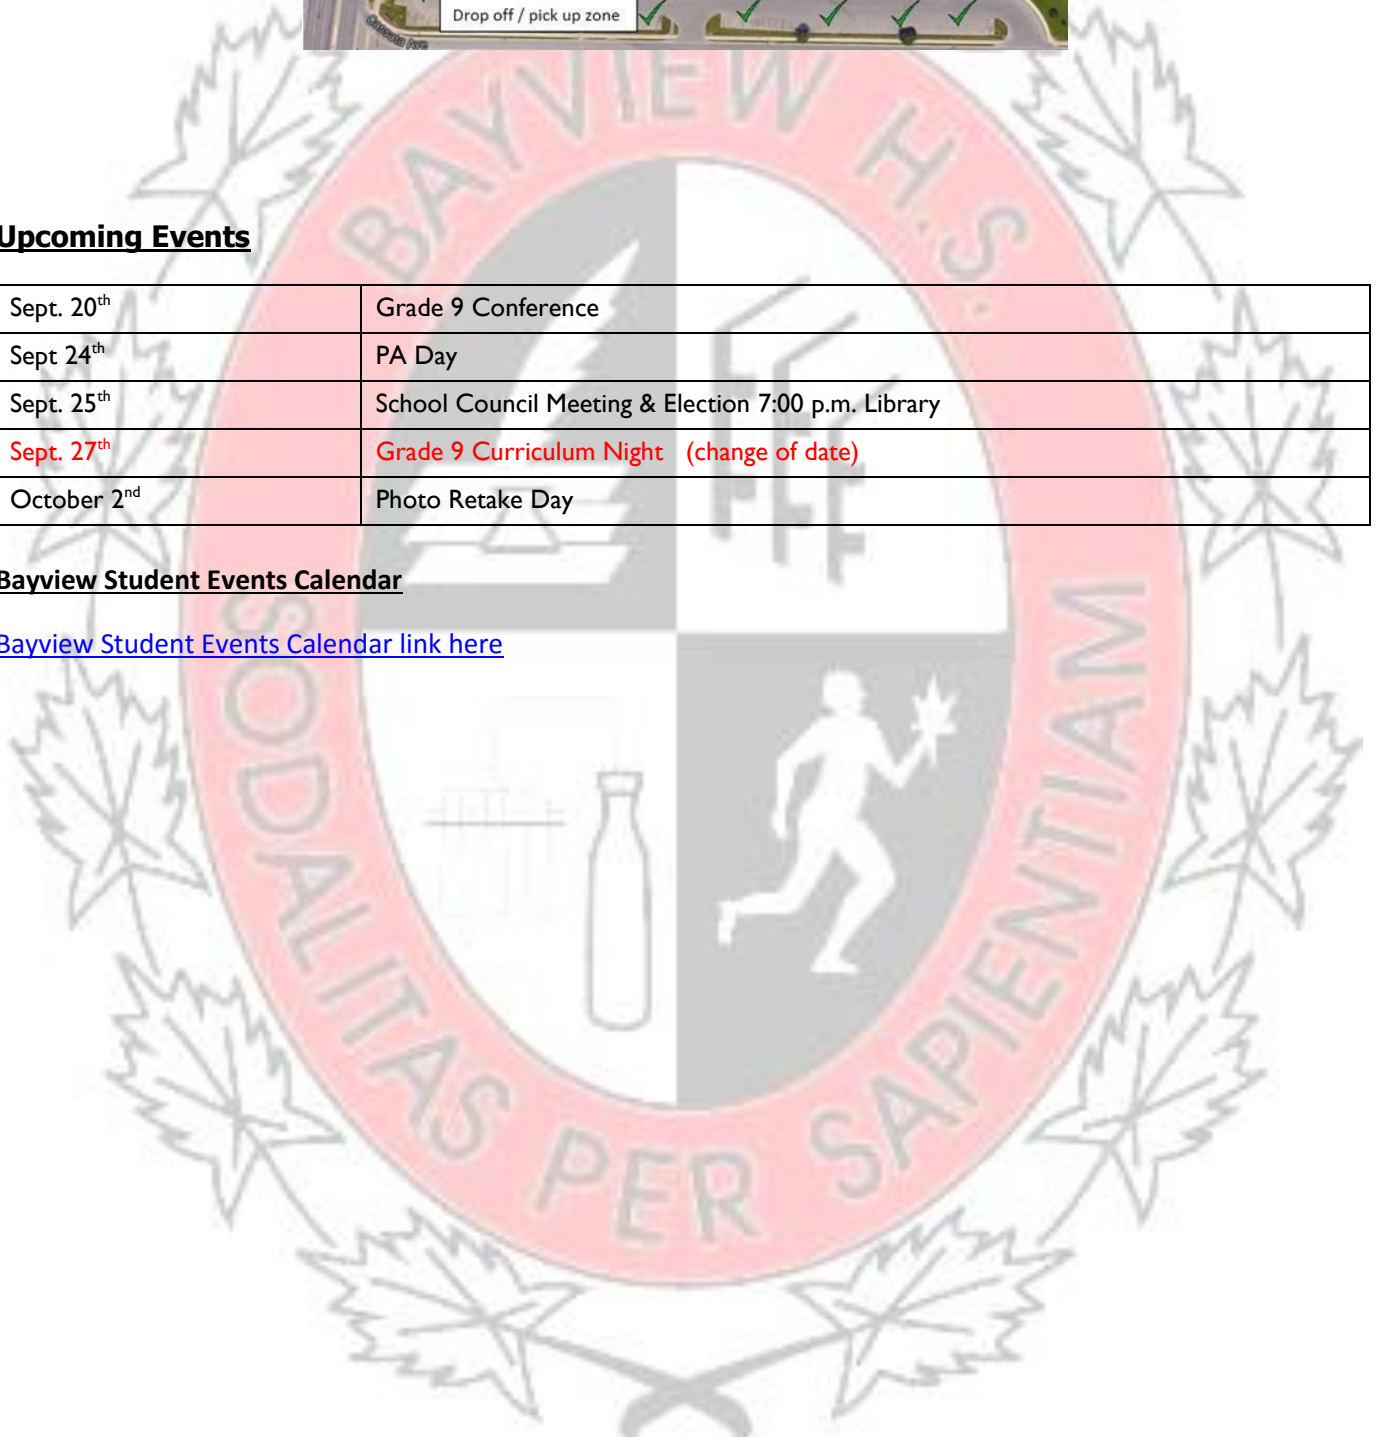 Drop off / pick up zone
BAYVIEW H.S.
Upcoming Events
Sept. 20th Grade 9 Conference
Sept 24th PA Day
Sept. 25th School Council Meeting & Election 7:00 p.m. Library
Sept. 27th Grade 9 Curriculum Night (change of date)
October 2nd Photo Retake Day
Bayview Student Events Calendar
Bayview Student Events Calendar link here
SODALITAS PER SAPIENTIAM